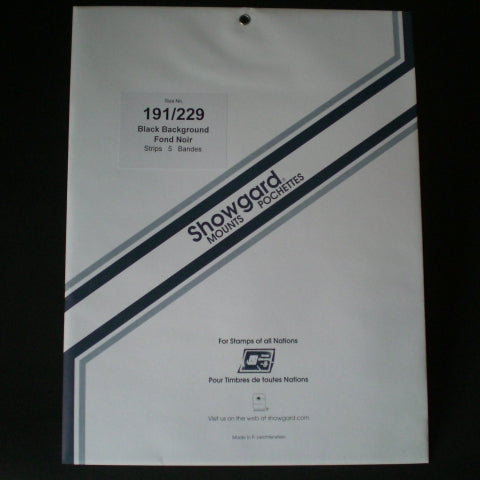 Size No.
191/229
Black Background
Fond Noir
Strips 5 Bandes
Showgard®
MOUNTS POCHETTES
For Stamps of all Nations
Pour Timbres de toutes Nations
Visit us on the web at showgard.com
Made in F. Liechtenstein